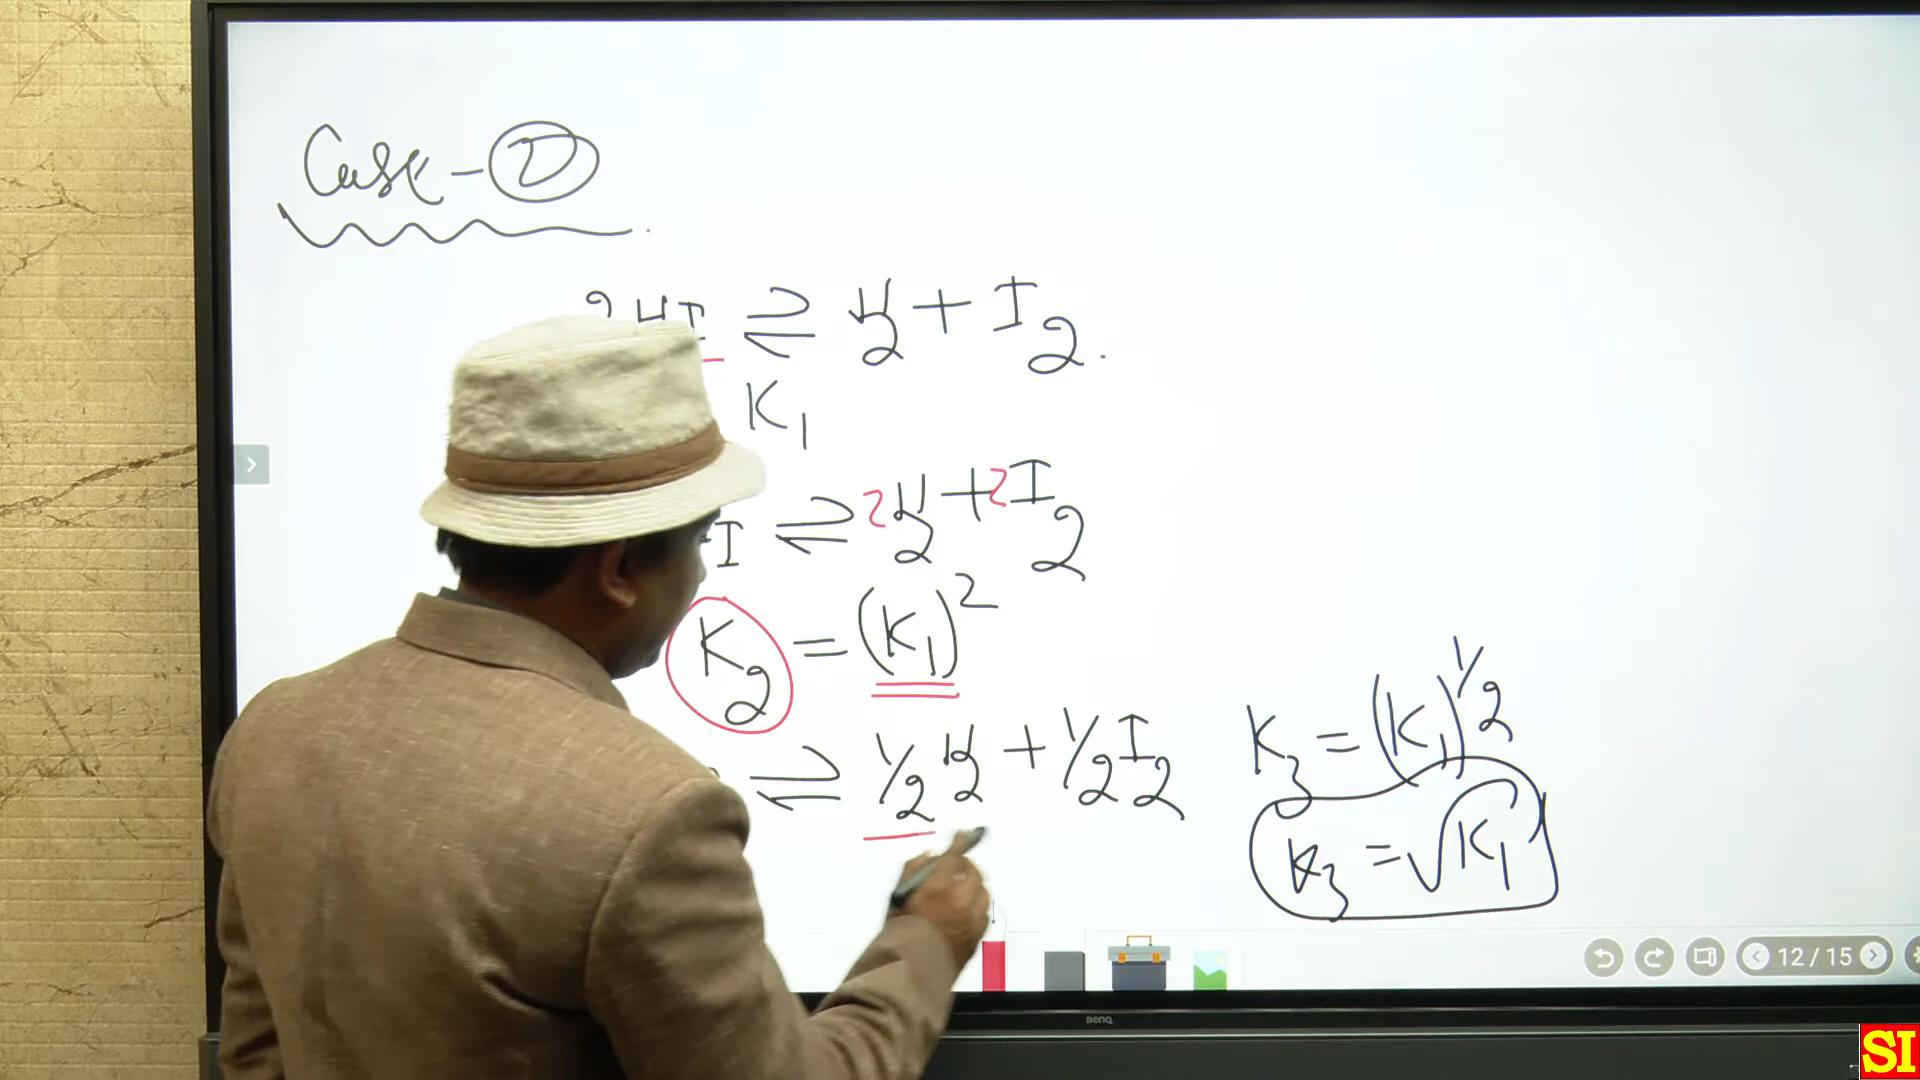 Case - D
2HI ⇌ H2 + I2.
K1
I ⇌ 2H2 + 2I2
K2 = (K1)^2
⇌ 1/2 H2 + 1/2 I2
K3 = (K1)^1/2
K3 = √K1
12 / 15
BenQ
SI